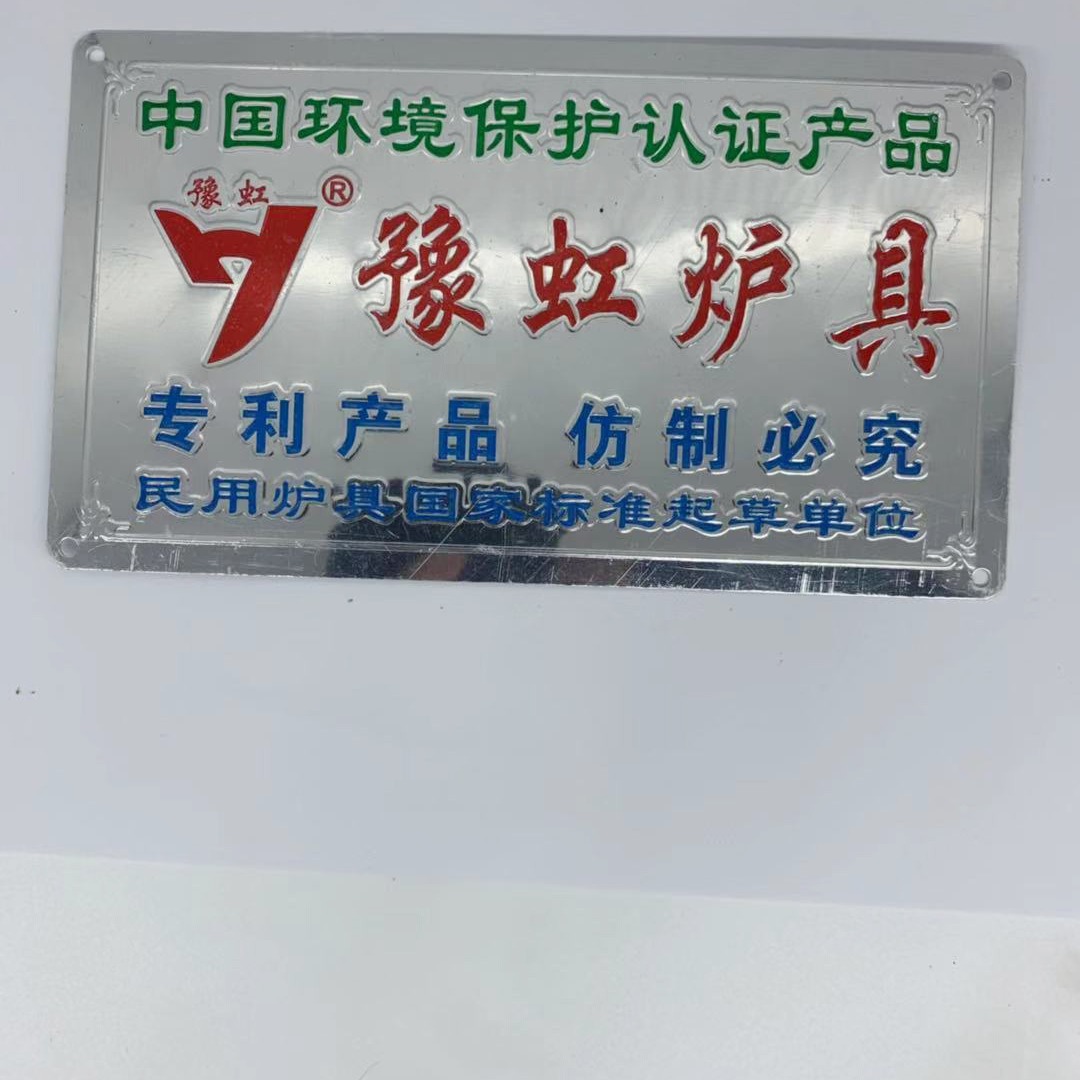 中国环境保护认证产品
豫虹®
豫虹炉具
专利产品 仿制必究
民用炉具国家标准起草单位